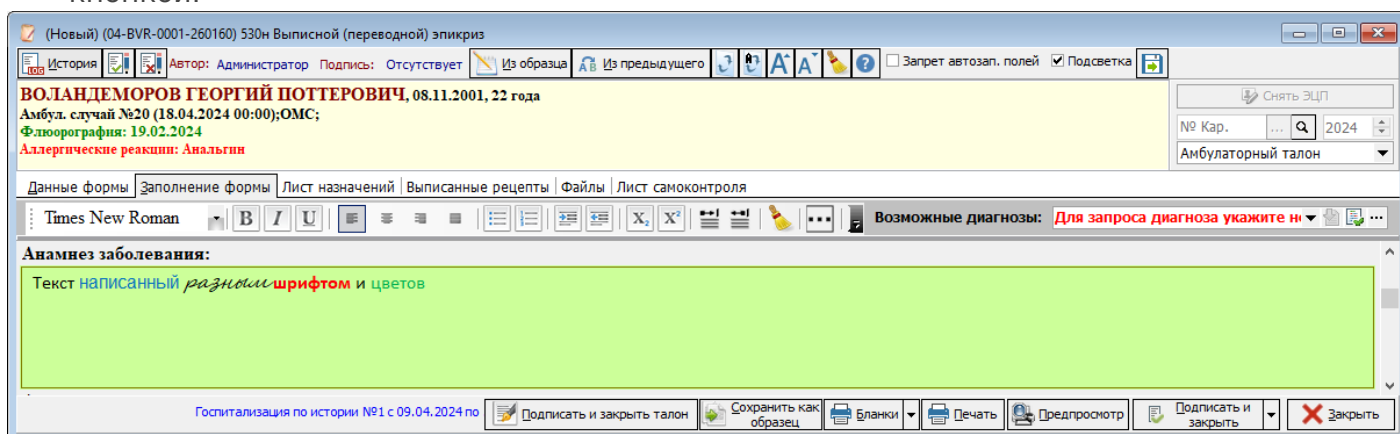 кнопкой.
(Новый) (04-BVR-0001-260160) 530н Выписной (переводной) эпикриз
LOG История Автор: Администратор Подпись: Отсутствует Из образца АВ Из предыдущего A A Запрет автозап. полей Подсветка
ВОЛАНДЕМОРОВ ГЕОРГИЙ ПОТТЕРОВИЧ, 08.11.2001, 22 года
Амбул. случай №20 (18.04.2024 00:00);ОМС;
Флюорография: 19.02.2024
Аллергические реакции: Анальгин
Снять ЭЦП
№ Кар. ... 2024
Амбулаторный талон
Данные формы Заполнение формы Лист назначений Выписанные рецепты Файлы Лист самоконтроля
Times New Roman B I U X₂ X² ... Возможные диагнозы: Для запроса диагноза укажите ...
Анамнез заболевания:
Текст написанный разным шрифтом и цветов
Госпитализация по истории №1 с 09.04.2024 по Подписать и закрыть талон Сохранить как образец Бланки Печать Предпросмотр Подписать и закрыть Закрыть